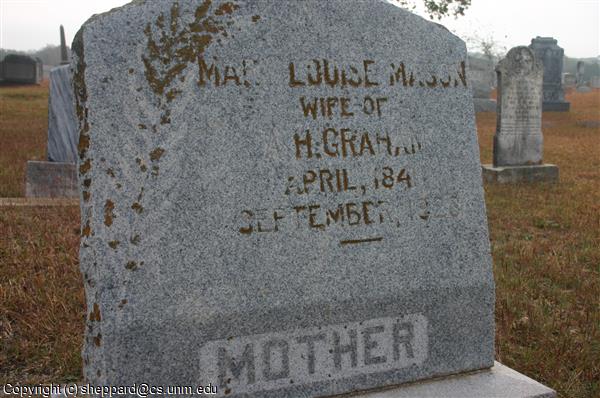 LOUISE MASON
WIFE OF
H. GRAHAM
APRIL, 184
SEPTEMBER,
MOTHER
Copyright (c) sheppard@cs.unm.edu